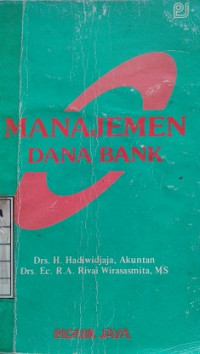 MANAJEMEN
DANA BANK
Drs. H. Hadiwidjaja, Akuntan
Drs. Ec. R.A. Rivai Wirasasmita, MS
PIONIR JAYA